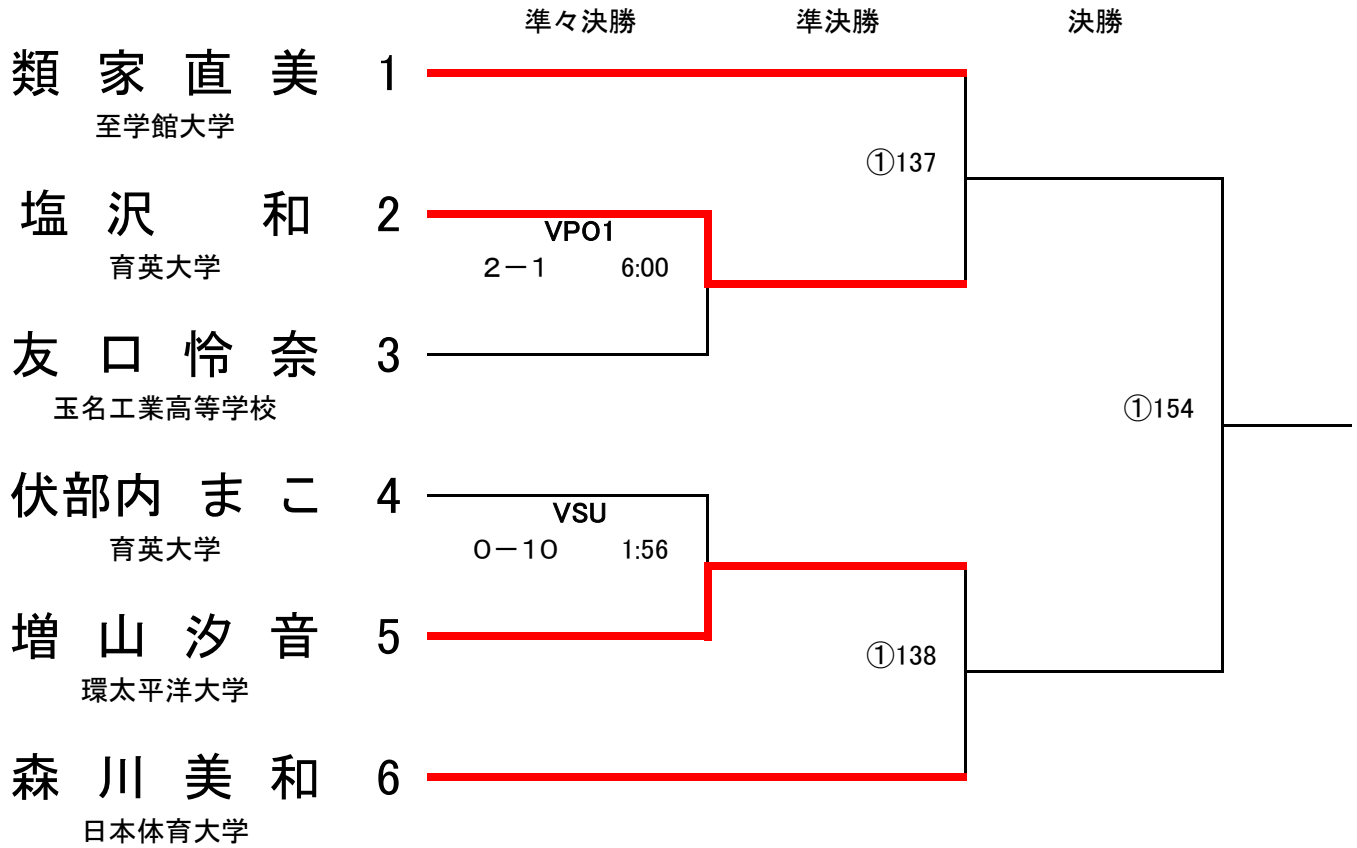 準々決勝 準決勝 決勝
類家直美 1
至学館大学
①137
塩沢 和 2
VPO1
育英大学
2－1 6:00
友口怜奈 3
玉名工業高等学校
①154
伏部内まこ 4
VSU
育英大学
0－10 1:56
増山汐音 5
①138
環太平洋大学
森川美和 6
日本体育大学